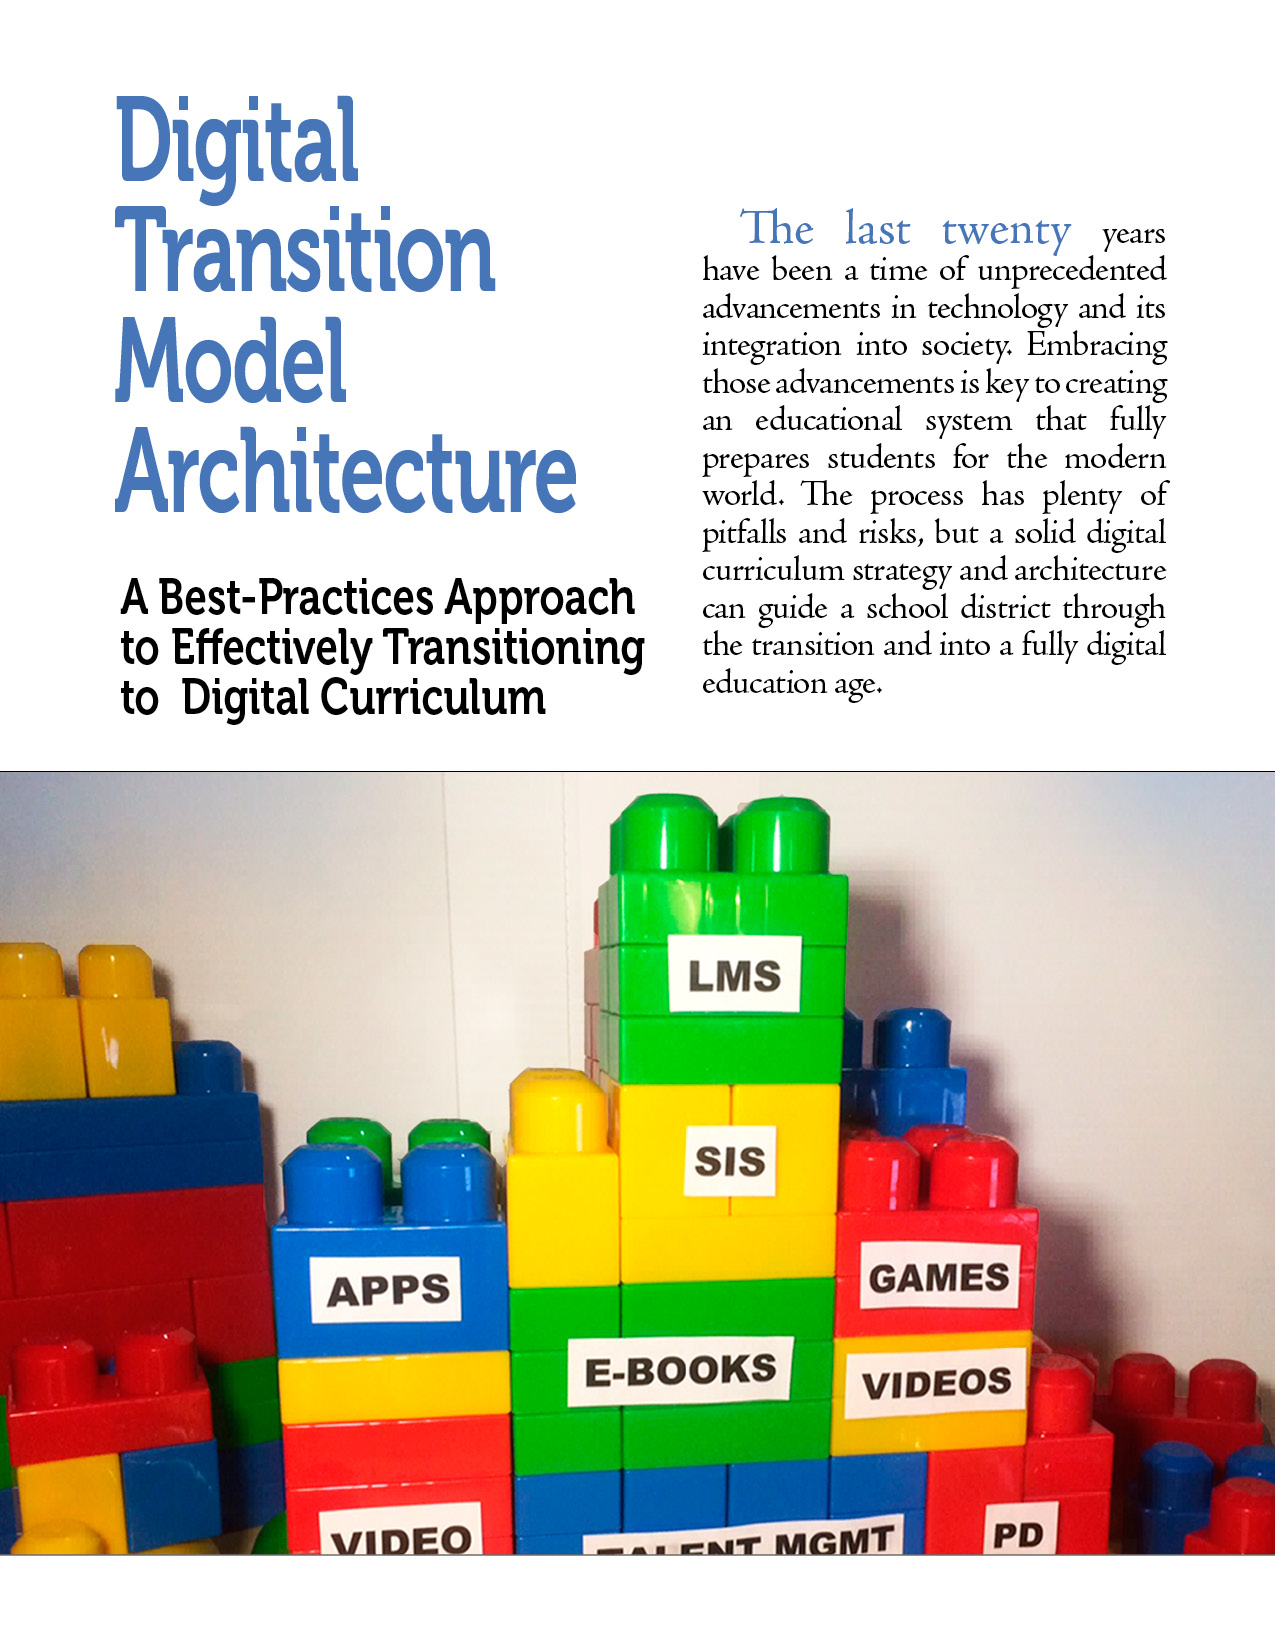 Digital
Transition
Model
Architecture
A Best-Practices Approach
to Effectively Transitioning
to Digital Curriculum
The last twenty years
have been a time of unprecedented
advancements in technology and its
integration into society. Embracing
those advancements is key to creating
an educational system that fully
prepares students for the modern
world. The process has plenty of
pitfalls and risks, but a solid digital
curriculum strategy and architecture
can guide a school district through
the transition and into a fully digital
education age.
LMS
SIS
APPS
GAMES
E-BOOKS
VIDEOS
VIDEO
TALENT MGMT
PD